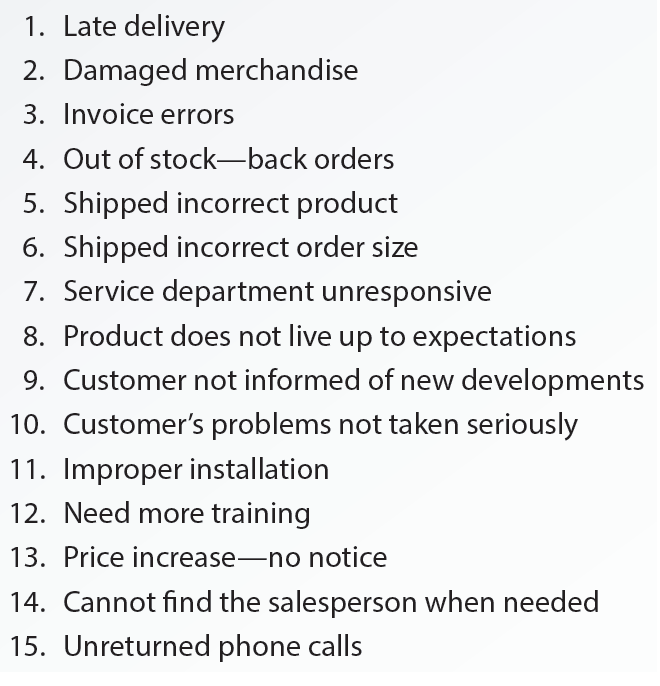 1. Late delivery
2. Damaged merchandise
3. Invoice errors
4. Out of stock—back orders
5. Shipped incorrect product
6. Shipped incorrect order size
7. Service department unresponsive
8. Product does not live up to expectations
9. Customer not informed of new developments
10. Customer’s problems not taken seriously
11. Improper installation
12. Need more training
13. Price increase—no notice
14. Cannot find the salesperson when needed
15. Unreturned phone calls